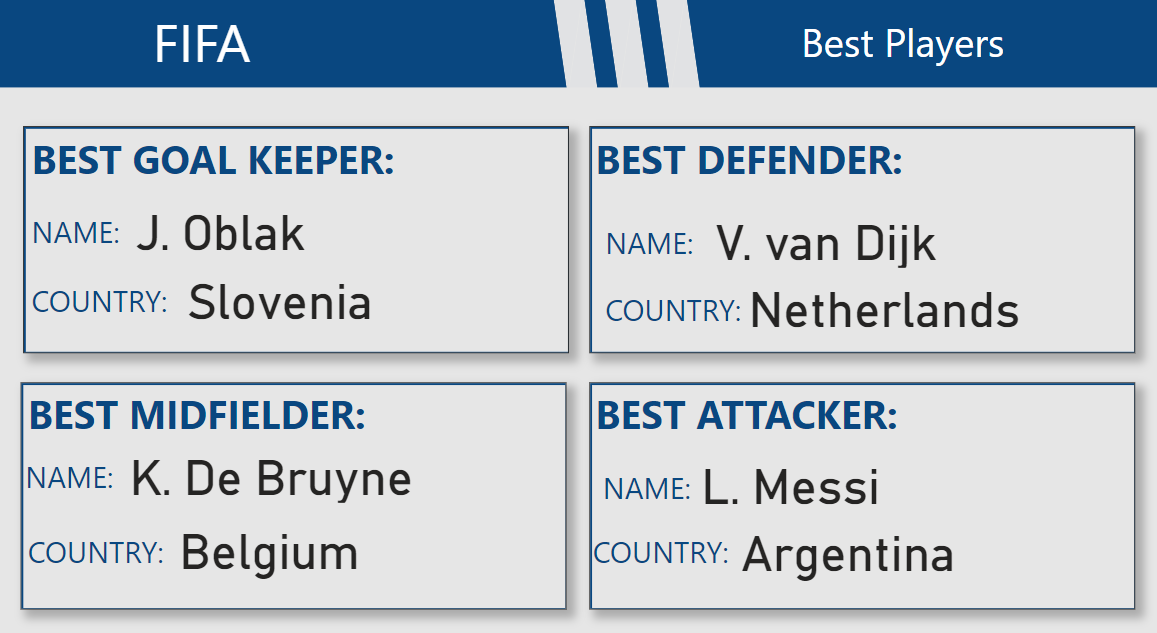 FIFA
Best Players
BEST GOAL KEEPER:
NAME: J. Oblak
COUNTRY: Slovenia
BEST DEFENDER:
NAME: V. van Dijk
COUNTRY: Netherlands
BEST MIDFIELDER:
NAME: K. De Bruyne
COUNTRY: Belgium
BEST ATTACKER:
NAME: L. Messi
COUNTRY: Argentina